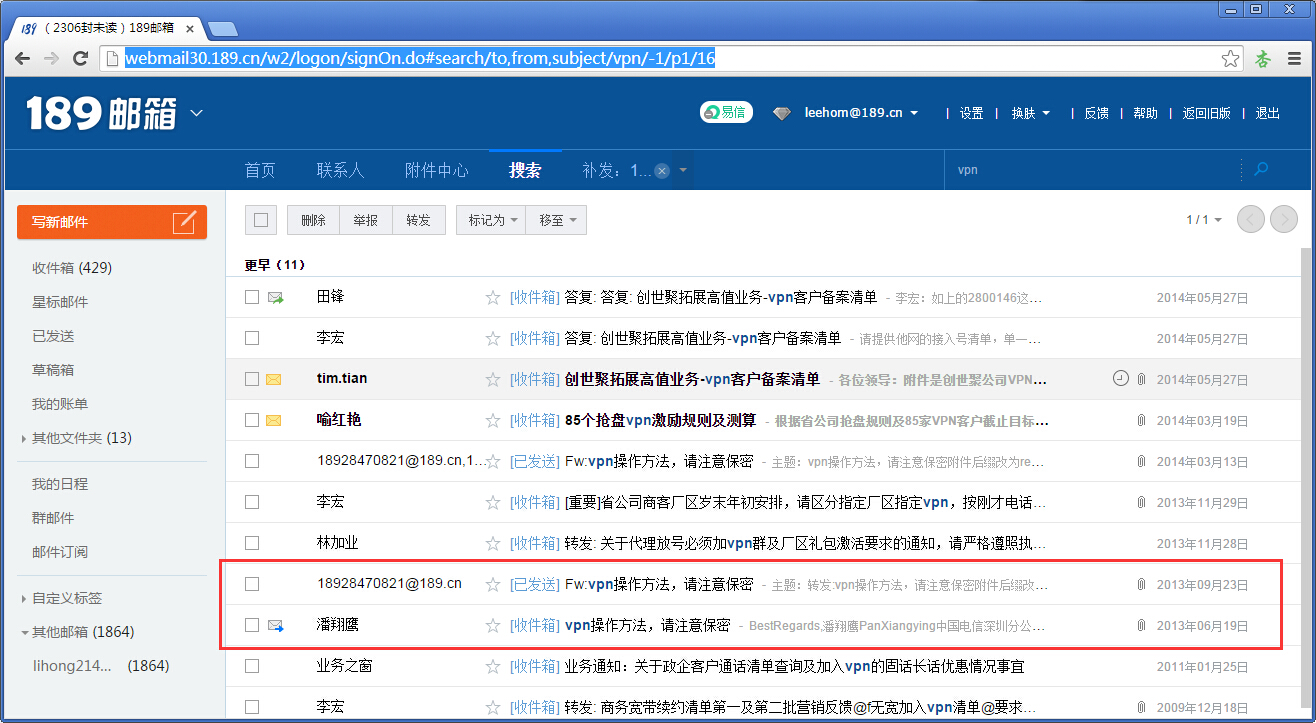 189 （2306封未读）189邮箱
webmail30.189.cn/w2/logon/signOn.do#search/to,from,subject/vpn/-1/p1/16
189邮箱 易信 leehom@189.cn | 设置 | 换肤 | 反馈 | 帮助 | 返回旧版 | 退出
首页 联系人 附件中心 搜索 补发：1... vpn
写新邮件 删除 举报 转发 标记为 移至 1 / 1
收件箱 (429)
星标邮件
已发送
草稿箱
我的账单
其他文件夹 (13)
我的日程
群邮件
邮件订阅
自定义标签
其他邮箱 (1864)
lihong214... (1864)
更早（11）
田锋 [收件箱] 答复: 答复: 创世聚拓展高值业务-vpn客户备案清单 - 李宏：如上的2800146这... 2014年05月27日
李宏 [收件箱] 答复: 创世聚拓展高值业务-vpn客户备案清单 - 请提供他网的接入号清单，单一... 2014年05月27日
tim.tian [收件箱] 创世聚拓展高值业务-vpn客户备案清单 - 各位领导：附件是创世聚公司VPN... 2014年05月27日
喻红艳 [收件箱] 85个抢盘vpn激励规则及测算 - 根据省公司抢盘规则及85家VPN客户截止目标... 2014年03月19日
18928470821@189.cn,1... [已发送] Fw:vpn操作方法，请注意保密 - 主题：vpn操作方法，请注意保密附件后缀改为re... 2014年03月13日
李宏 [收件箱] [重要]省公司商客厂区岁末年初安排，请区分指定厂区指定vpn，按刚才电话... 2013年11月29日
林加业 [收件箱] 转发: 关于代理放号必须加vpn群及厂区礼包激活要求的通知，请严格遵照执... 2013年11月28日
18928470821@189.cn [已发送] Fw:vpn操作方法，请注意保密 - 主题：转发:vpn操作方法，请注意保密附件后缀改... 2013年09月23日
潘翔鹰 [收件箱] vpn操作方法，请注意保密 - BestRegards,潘翔鹰PanXiangying中国电信深圳分公... 2013年06月19日
业务之窗 [收件箱] 业务通知：关于政企客户通话清单查询及加入vpn的固话长话优惠情况事宜 2011年01月25日
李宏 [收件箱] 转发: 商务宽带续约清单第一及第二批营销反馈@f无宽加入vpn清单@要求... 2009年12月18日